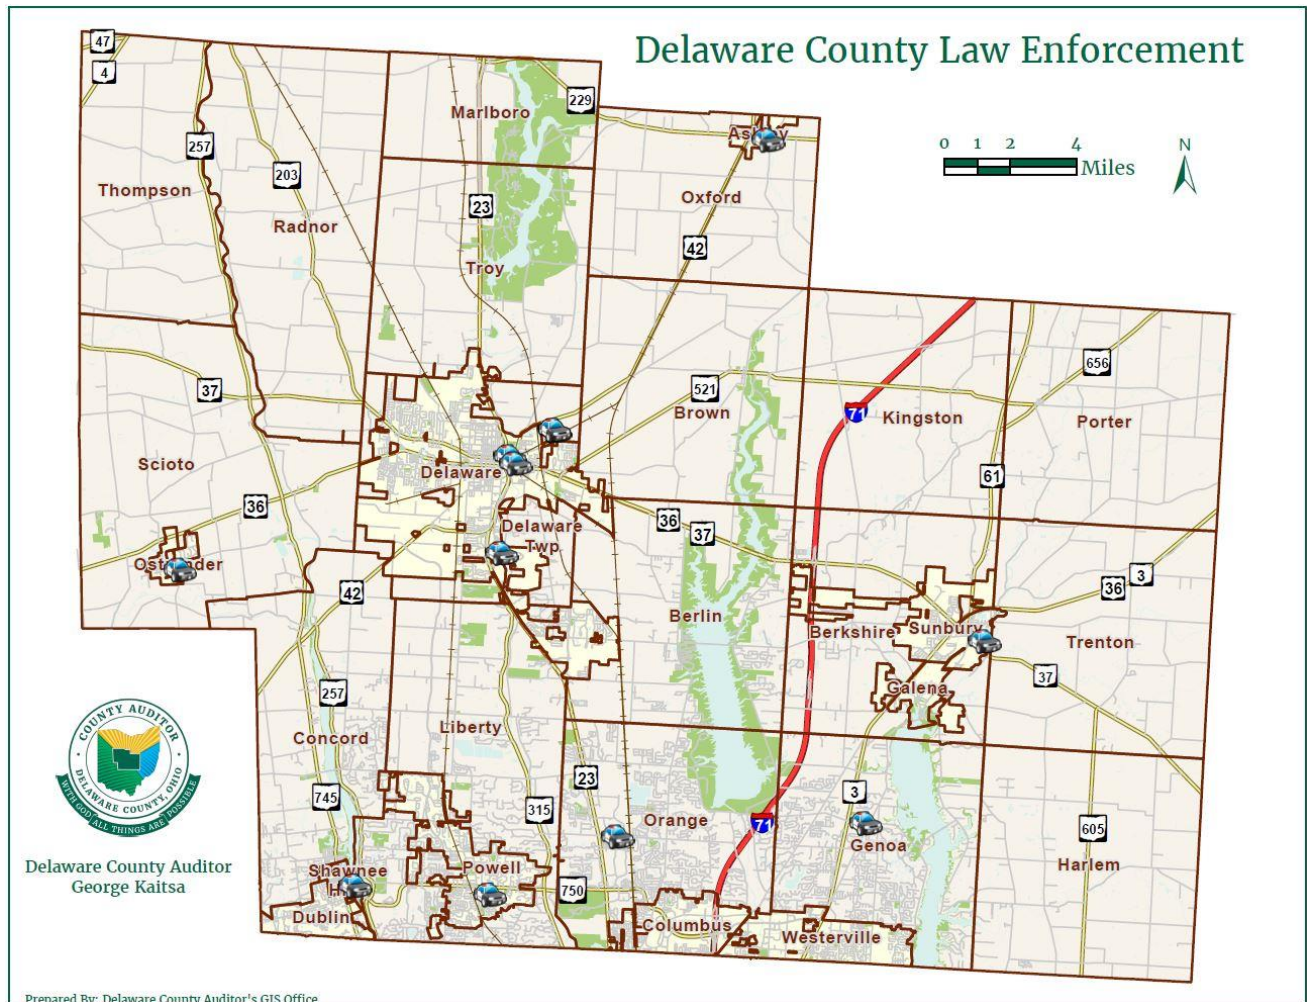 Delaware County Law Enforcement
47
4
229
Marlboro
0 1 2 4
Miles
N
257
203
Thompson
Radnor
23
Oxford
42
Troy
656
37
521
Brown
71
Kingston
Porter
Scioto
Delaware
61
36
Delaware
Twp
36
37
42
3
36
Berlin
Berkshire
Sunbury
Trenton
37
Galena
257
Liberty
Concord
COUNTY AUDITOR
DELAWARE COUNTY, OHIO
WITH GOD ALL THINGS ARE POSSIBLE
23
745
315
3
Orange
71
Genoa
605
Harlem
Delaware County Auditor
George Kaitsa
Shawnee
Powell
750
Dublin
Columbus
Westerville
Prepared By: Delaware County Auditor's GIS Office